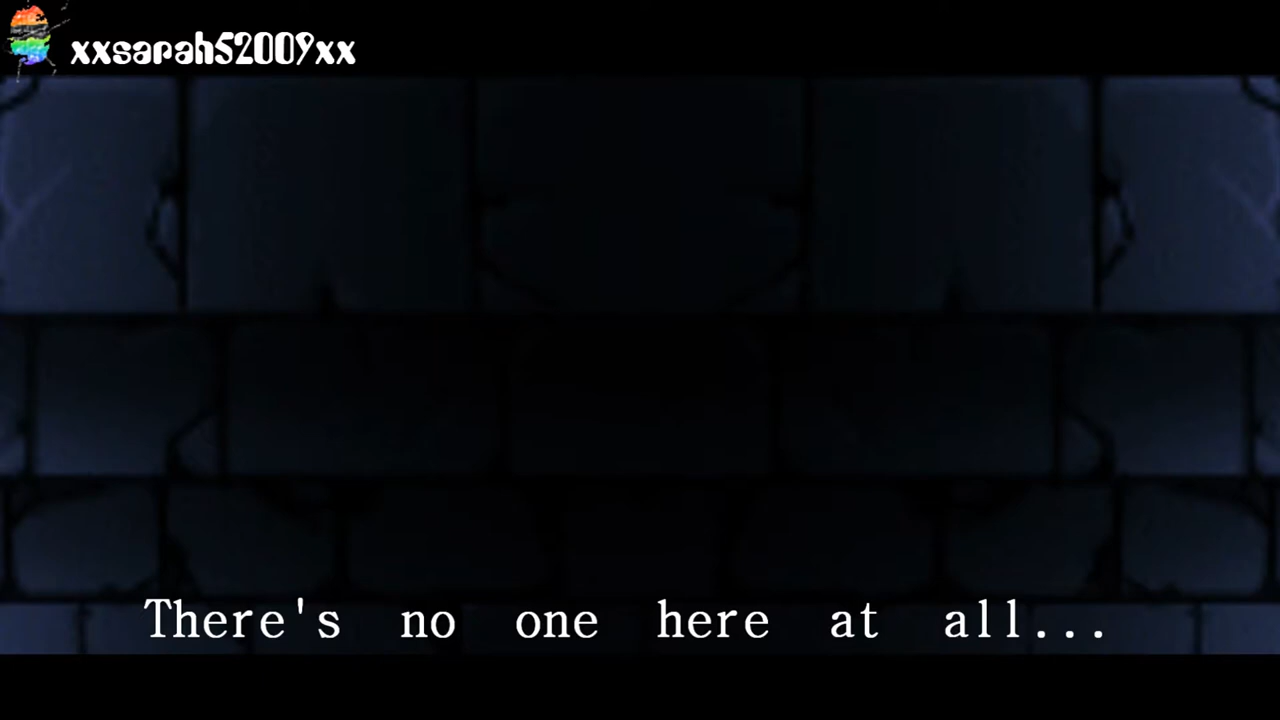 xxsarah52009xx
There's no one here at all...